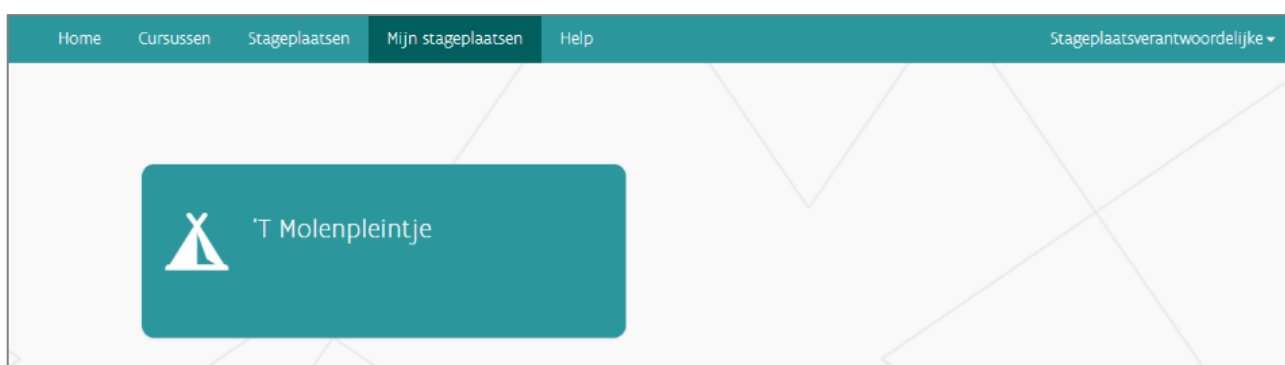 Home Cursussen Stageplaatsen Mijn stageplaatsen Help Stageplaatsverantwoordelijke
'T Molenpleintje